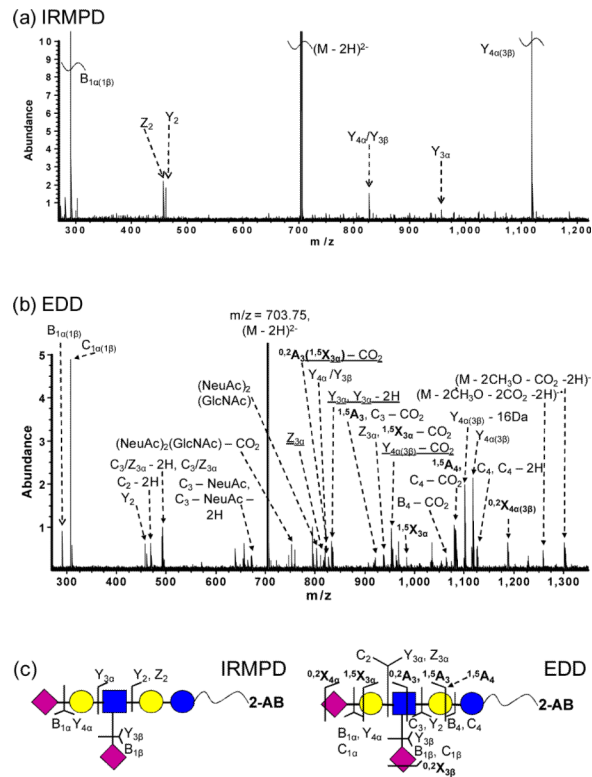 (a) IRMPD
Abundance
10
9
8
7
6
5
4
3
2
1
B1α(1β)
Z2
Y2
(M - 2H)2-
Y4α/Y3β
Y3α
Y4α(3β)
300 400 500 600 700 800 900 1,000 1,100 1,200
m/z
(b) EDD
Abundance
5
4
3
2
1
B1α(1β)
C1α(1β)
m/z = 703.75,
(M - 2H)2-
0,2A3(1,5X3α) – CO2
Y4α /Y3β
(NeuAc)2
(GlcNAc)
Y3α, Y3α - 2H
1,5A3, C3 – CO2
Z3α
Z3α, 1,5X3α – CO2
Y4α(3β) – CO2
(NeuAc)2(GlcNAc) – CO2
C3/Z3α - 2H, C3/Z3α
C2 - 2H
Y2
C3 – NeuAc,
C3 – NeuAc -
2H
(M - 2CH3O - CO2 -2H)-
(M - 2CH3O - 2CO2 -2H)-
Y4α(3β) - 16Da
Y4α(3β)
1,5A4,
C4 – CO2
C4, C4 – 2H
B4 – CO2
0,2X4α(3β)
1,5X3α
300 400 500 600 700 800 900 1,000 1,100 1,200 1,300
m/z
(c)
IRMPD
Y3α
Y2, Z2
2-AB
B1α Y4α
Y3β
B1β
EDD
C2
Y3α, Z3α
0,2X4α 1,5X3α 0,2A3, 1,5A3, 1,5A4
2-AB
B1α, Y4α
C1α
C3, Y2 B4, C4
Y3β
B1β, C1β
0,2X3β